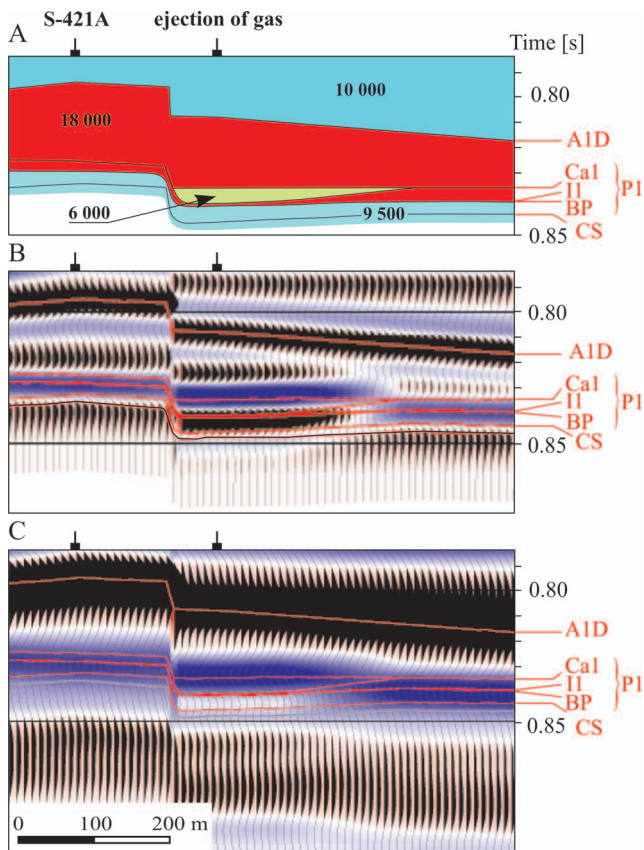 S-421A
ejection of gas
A
Time [s]
10 000
0.80
18 000
A1D
Ca1
I1
P1
BP
6 000
9 500
CS
0.85
B
0.80
A1D
Ca1
I1
P1
BP
CS
0.85
C
0.80
A1D
Ca1
I1
P1
BP
CS
0.85
0 100 200 m